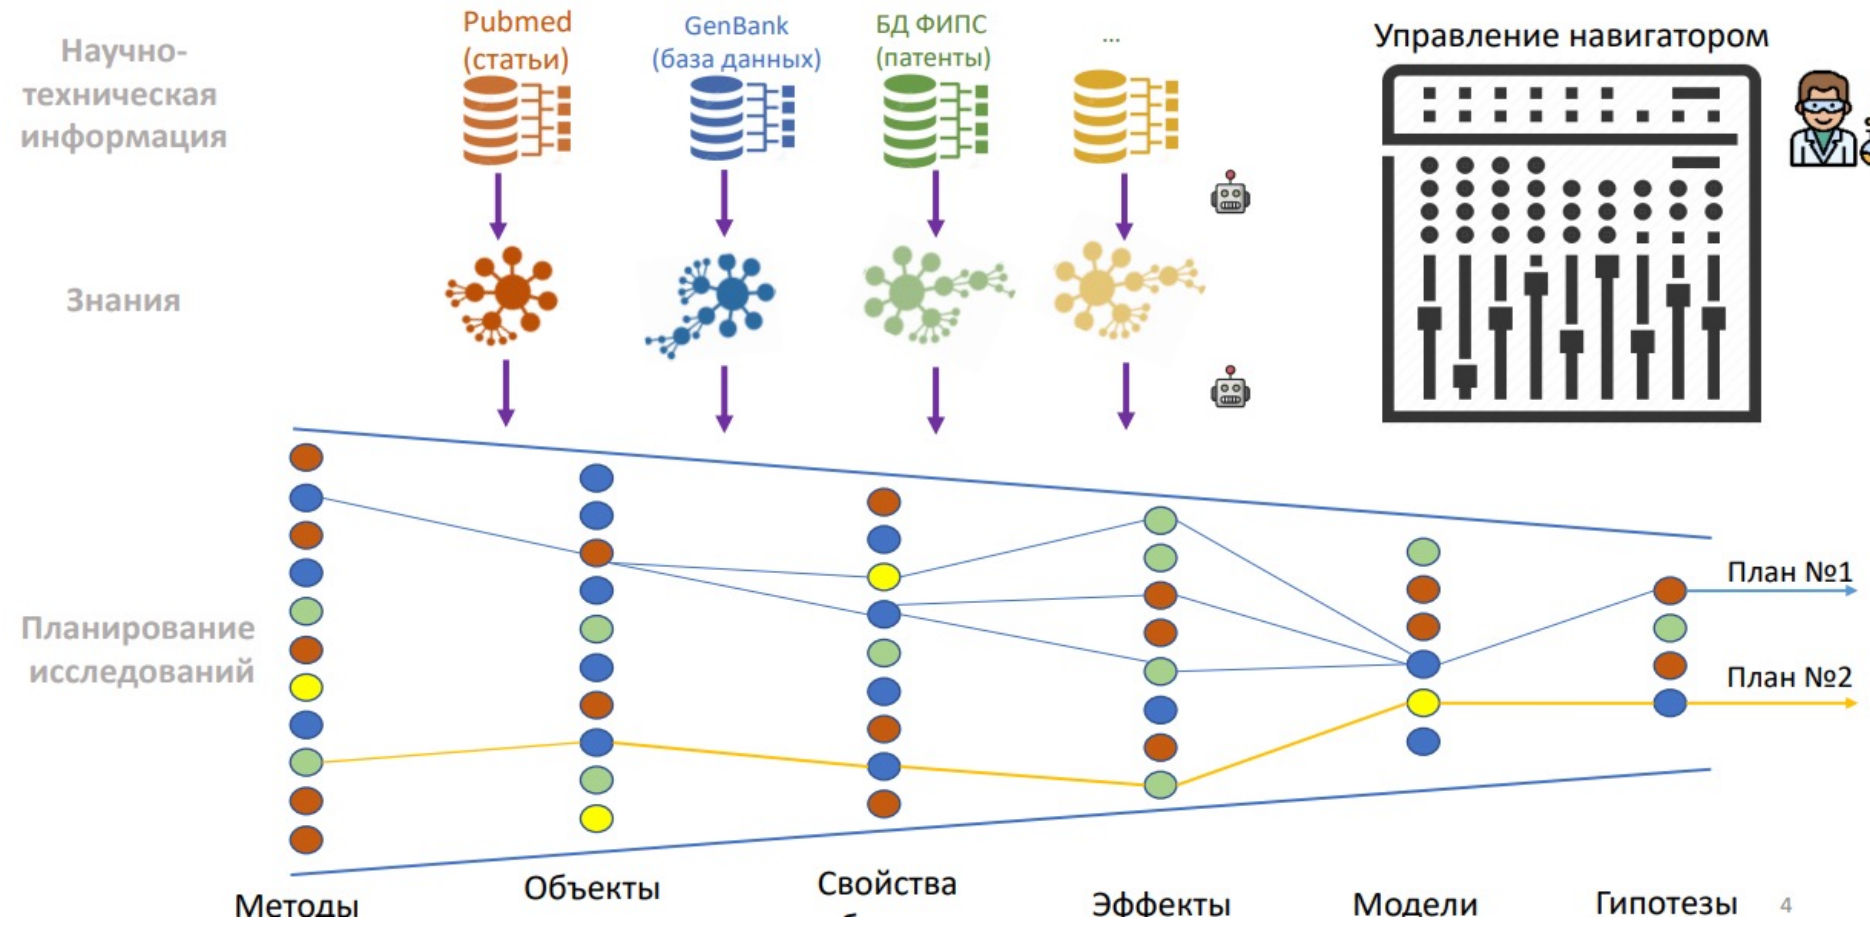 Научно-
техническая
информация
Pubmed
(статьи)
GenBank
(база данных)
БД ФИПС
(патенты)
...
Управление навигатором
Знания
Планирование
исследований
План №1
План №2
Методы
Объекты
Свойства
Эффекты
Модели
Гипотезы
4